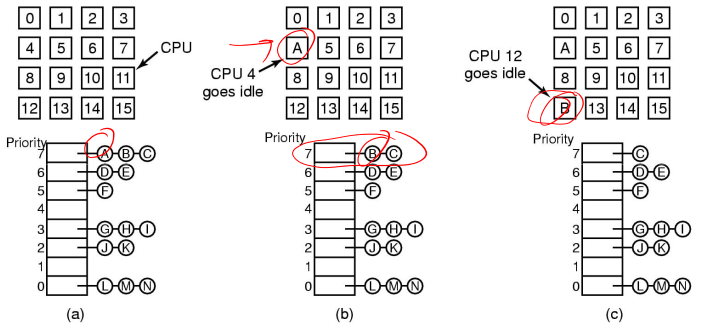 0 1 2 3
4 5 6 7
8 9 10 11
12 13 14 15
CPU
Priority
7 A B C
6 D E
5 F
4
3 G H I
2 J K
1
0 L M N
(a)
0 1 2 3
A 5 6 7
8 9 10 11
12 13 14 15
CPU 4
goes idle
Priority
7 B C
6 D E
5 F
4
3 G H I
2 J K
1
0 L M N
(b)
0 1 2 3
A 5 6 7
8 9 10 11
B 13 14 15
CPU 12
goes idle
Priority
7 C
6 D E
5 F
4
3 G H I
2 J K
1
0 L M N
(c)